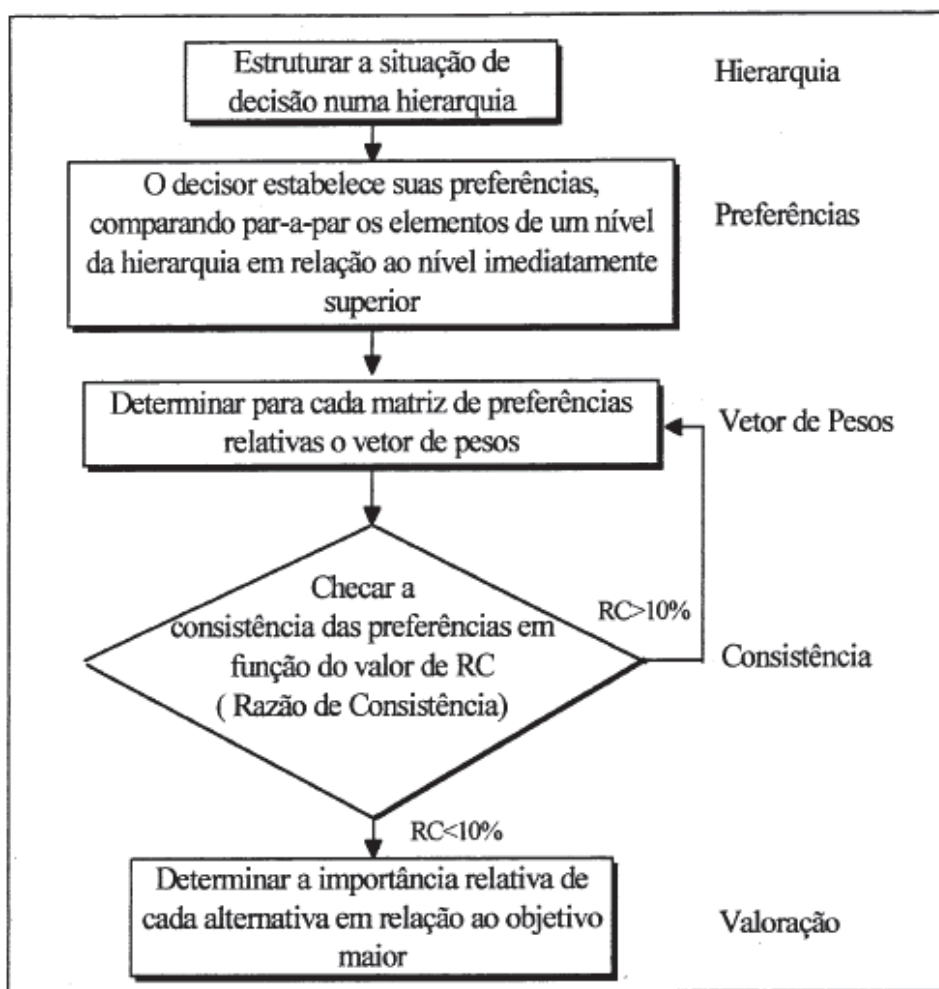 Estruturar a situação de
decisão numa hierarquia
Hierarquia
O decisor estabelece suas preferências,
comparando par-a-par os elementos de um nível
da hierarquia em relação ao nível imediatamente
superior
Preferências
Determinar para cada matriz de preferências
relativas o vetor de pesos
Vetor de Pesos
Checar a
consistência das preferências em
função do valor de RC
( Razão de Consistência)
RC>10%
Consistência
RC<10%
Determinar a importância relativa de
cada alternativa em relação ao objetivo
maior
Valoração